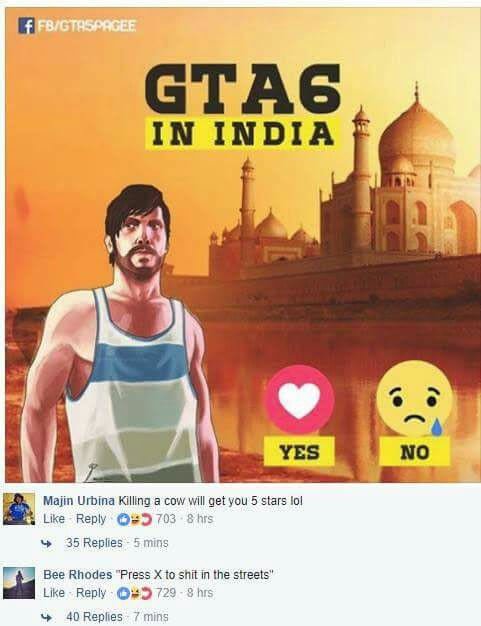 f FB/GTA5PAGEE
GTA6
IN INDIA
YES
NO
Majin Urbina Killing a cow will get you 5 stars lol
Like · Reply · 703 · 8 hrs
35 Replies · 5 mins
Bee Rhodes "Press X to shit in the streets"
Like · Reply · 729 · 8 hrs
40 Replies · 7 mins